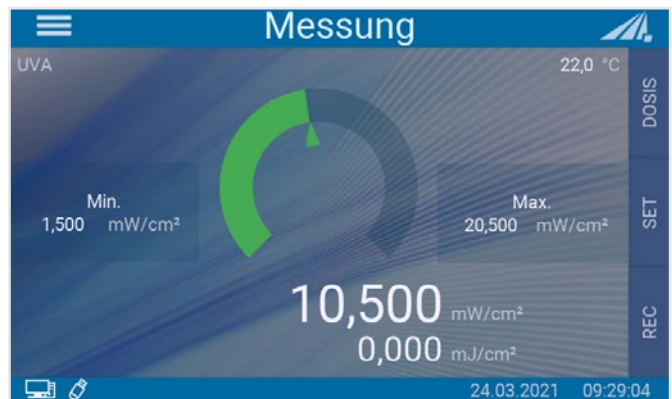 Messung
UVA
22,0 °C
DOSIS
Min.
1,500 mW/cm²
Max.
20,500 mW/cm²
SET
10,500 mW/cm²
0,000 mJ/cm²
REC
24.03.2021 09:29:04